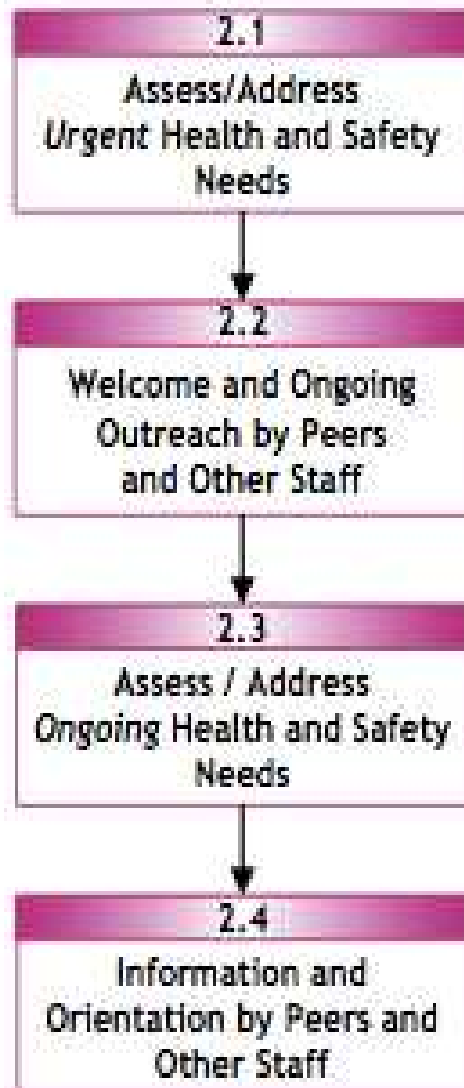 2.1
Assess/Address
Urgent Health and Safety
Needs
2.2
Welcome and Ongoing
Outreach by Peers
and Other Staff
2.3
Assess / Address
Ongoing Health and Safety
Needs
2.4
Information and
Orientation by Peers and
Other Staff